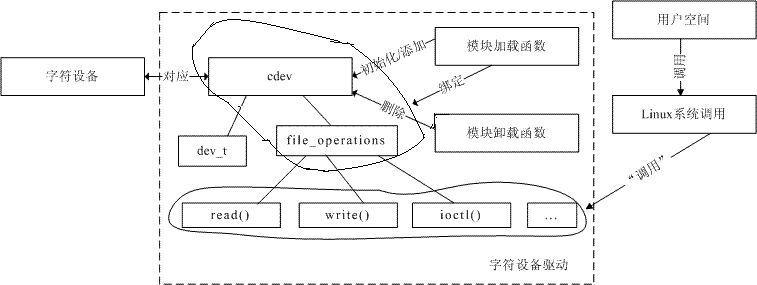 用户空间
模块加载函数
初始化/添加
调用
字符设备
对应
cdev
绑定
删除
Linux系统调用
模块卸载函数
dev_t
file_operations
“调用”
read()
write()
ioctl()
...
字符设备驱动